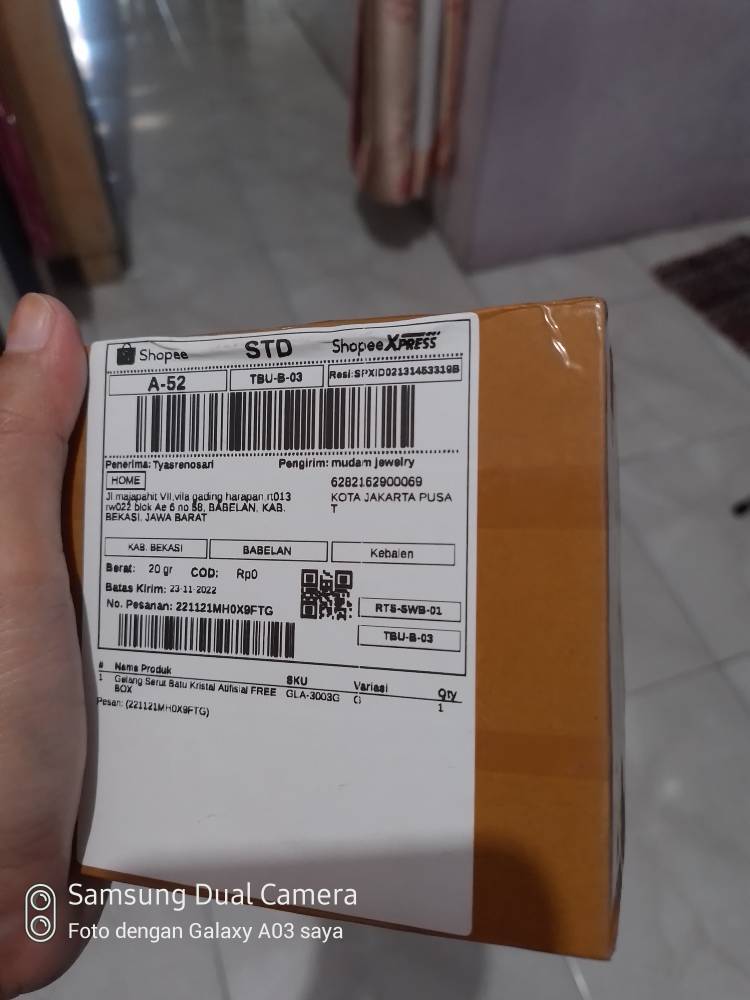 Shopee STD Shopee XPRESS
A-52 TBU-B-03 Resi:SPXID02131453319B
Penerima: Tyasrenosari Pengirim: mudam jewelry
HOME 6282162900069
Jl majapahit VII,vila gading harapan,rt013 KOTA JAKARTA PUSA
rw022 blok Ae 6 no 58, BABELAN, KAB. T
BEKASI, JAWA BARAT
KAB. BEKASI BABELAN Kebalen
Berat: 20 gr COD: Rp0
Batas Kirim: 23-11-2022
No. Pesanan: 221121MH0X9FTG RTS-SWB-01
TBU-B-03
# Nama Produk SKU Variasi Qty
1 Gelang Serut Batu Kristal Atifisial FREE GLA-3003G G 1
BOX
Pesan: (221121MH0X9FTG)
Samsung Dual Camera
Foto dengan Galaxy A03 saya